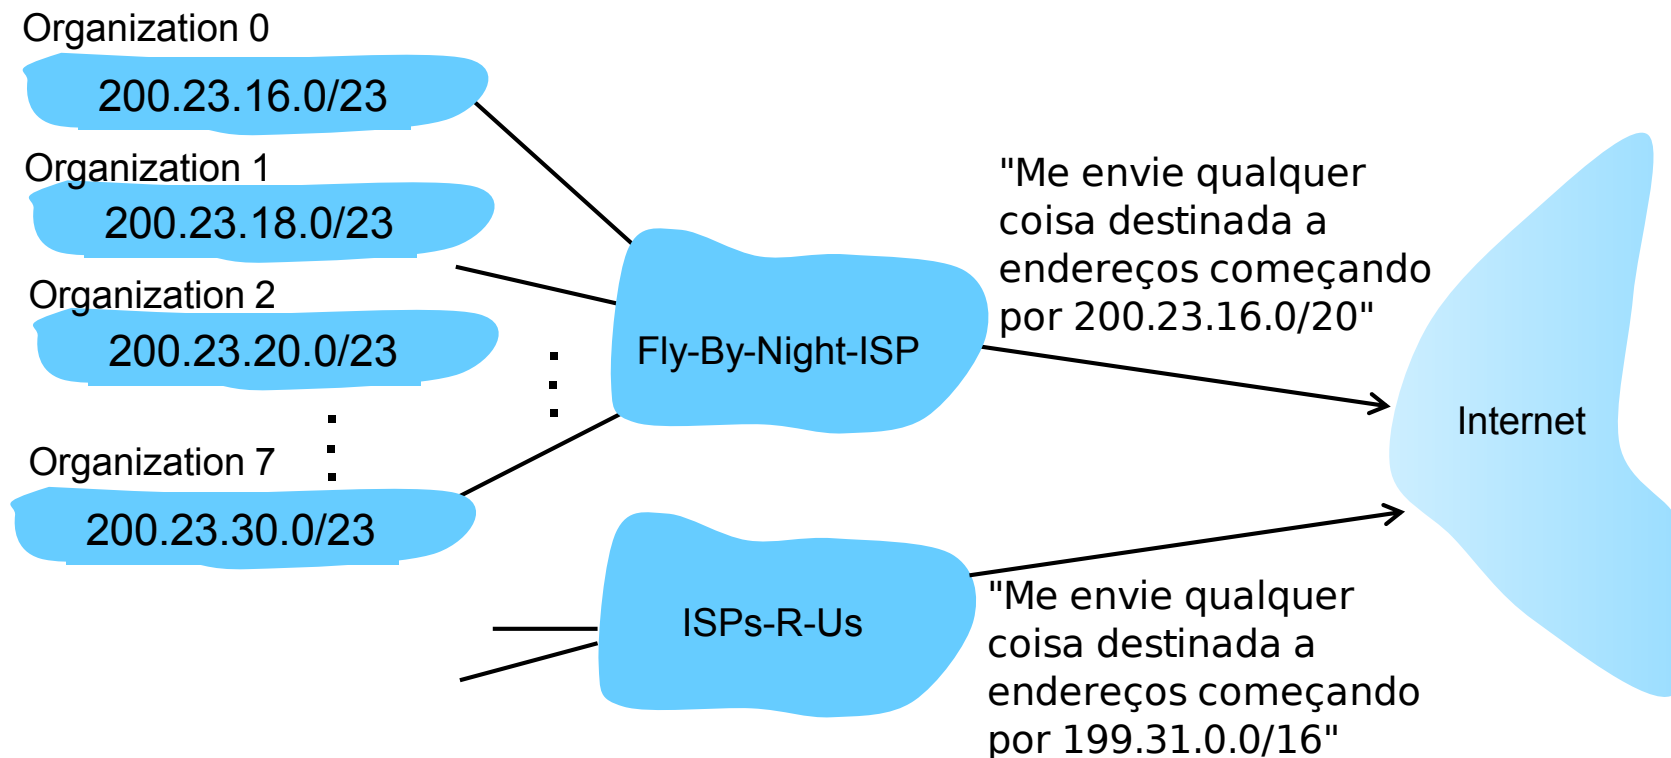 Organization 0
200.23.16.0/23
Organization 1
200.23.18.0/23
Organization 2
200.23.20.0/23
Organization 7
200.23.30.0/23
Fly-By-Night-ISP
"Me envie qualquer
coisa destinada a
endereços começando
por 200.23.16.0/20"
Internet
ISPs-R-Us
"Me envie qualquer
coisa destinada a
endereços começando
por 199.31.0.0/16"